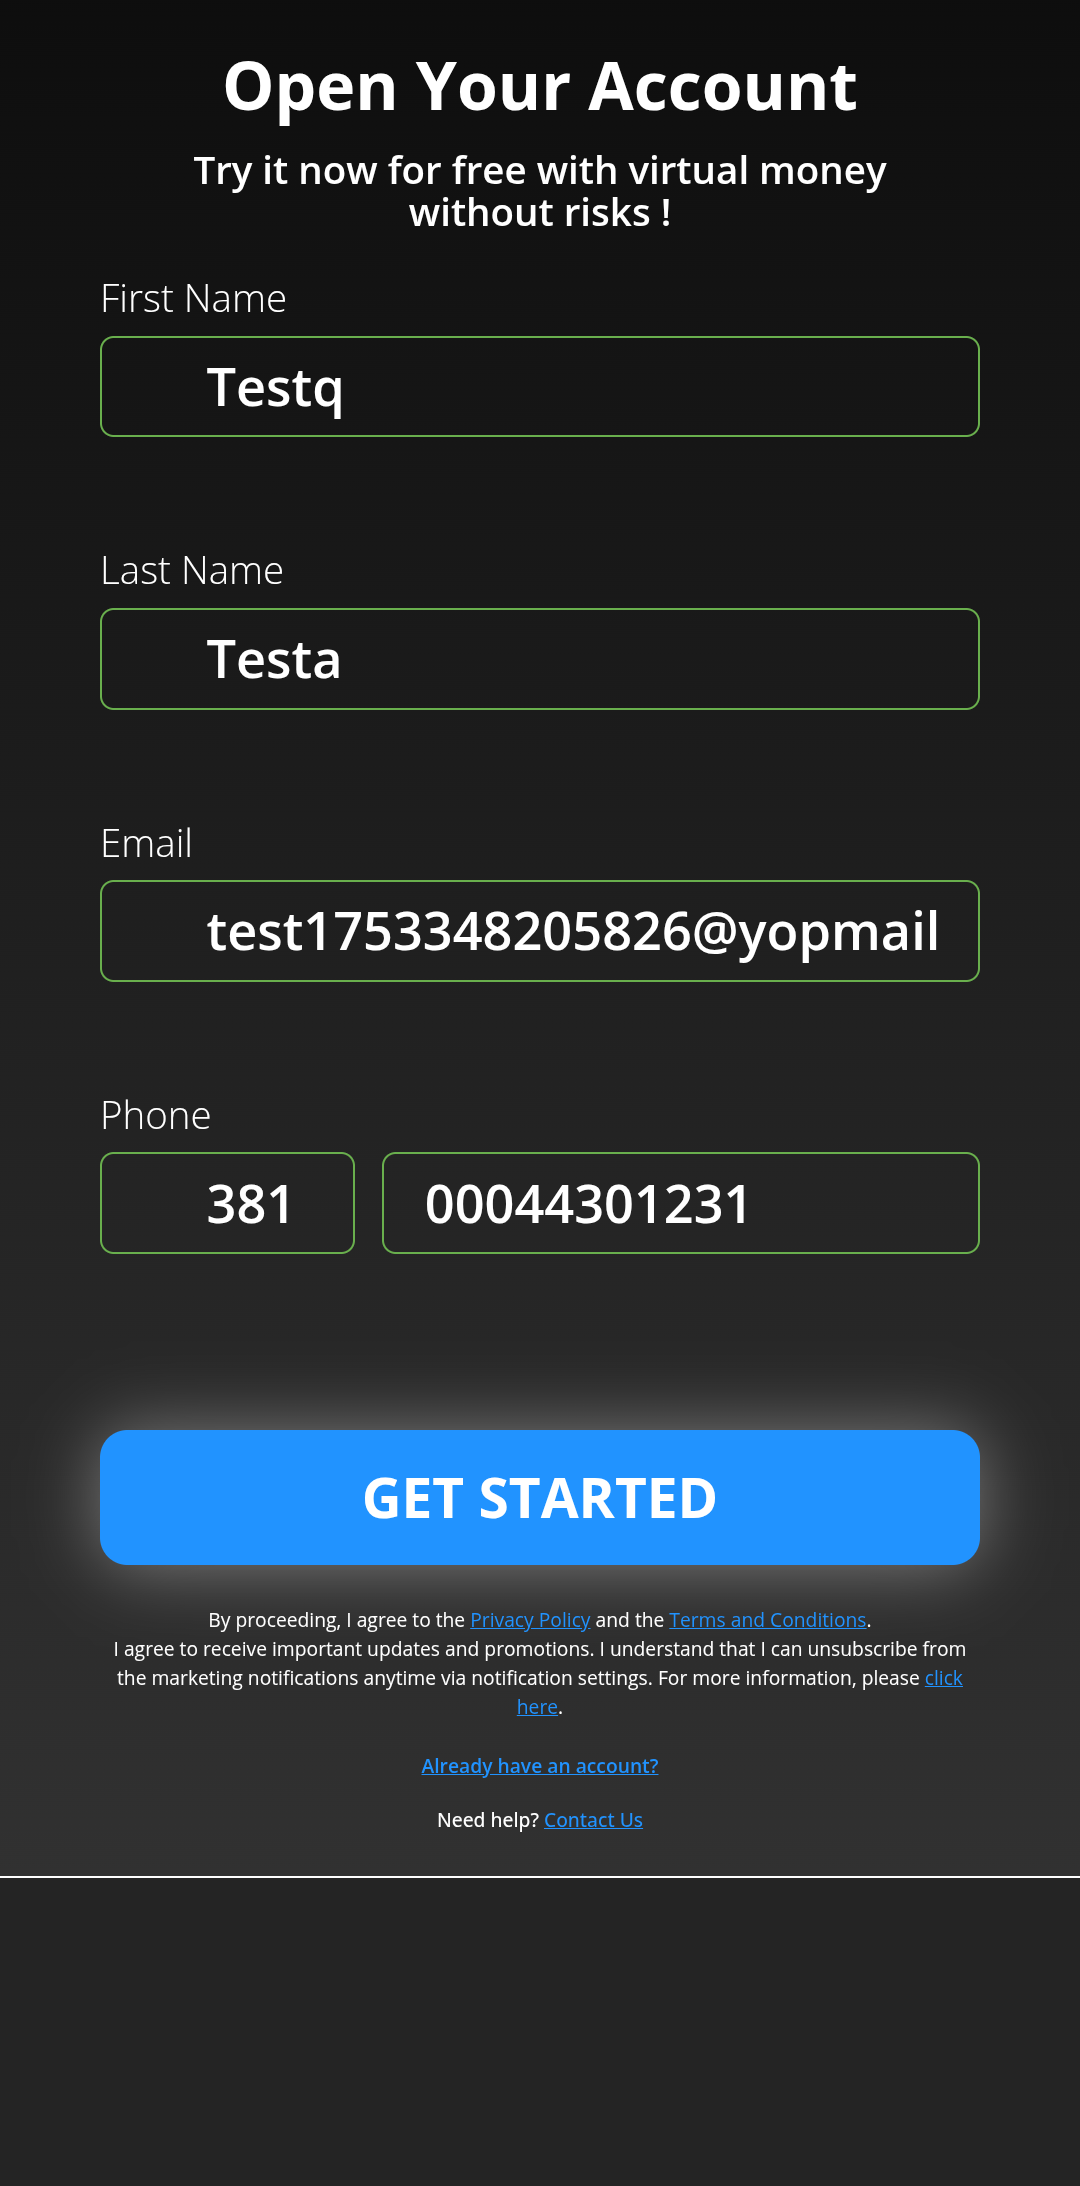 Open Your Account
Try it now for free with virtual money
without risks !
First Name
Testq
Last Name
Testa
Email
test1753348205826@yopmail
Phone
381 00044301231
GET STARTED
By proceeding, I agree to the Privacy Policy and the Terms and Conditions.
I agree to receive important updates and promotions. I understand that I can unsubscribe from
the marketing notifications anytime via notification settings. For more information, please click
here.
Already have an account?
Need help? Contact Us